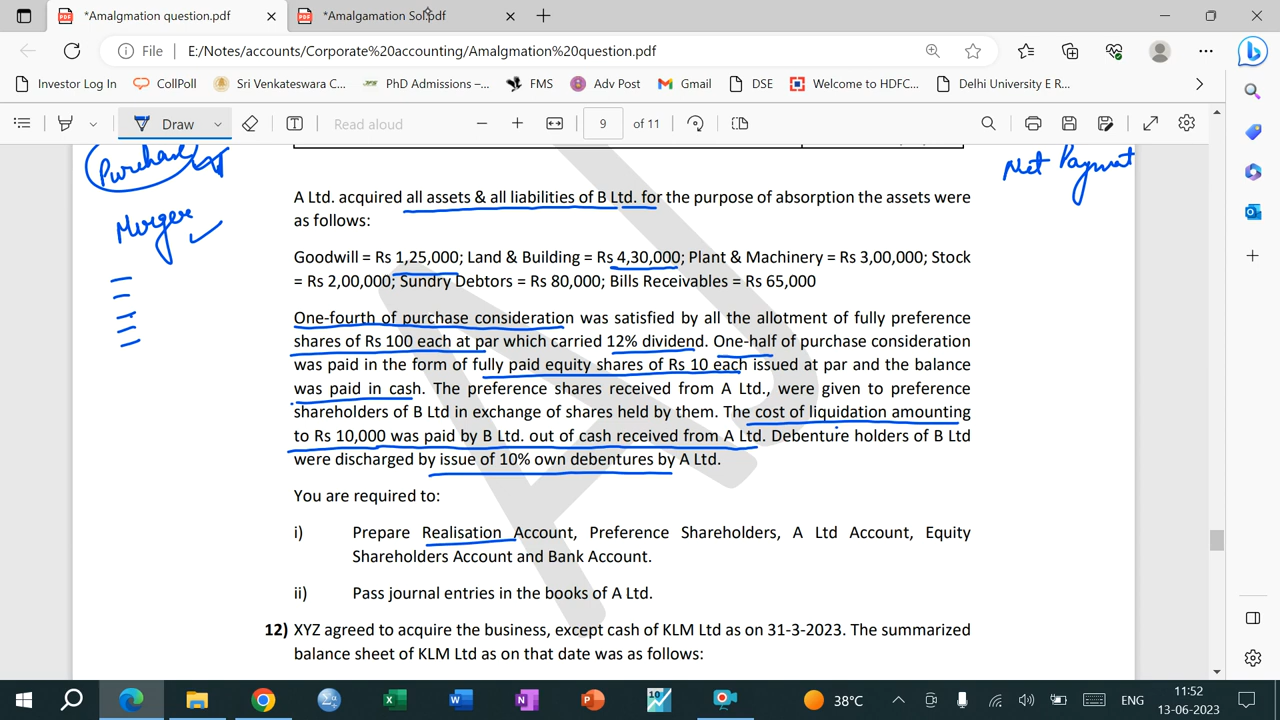 *Amalgmation question.pdf
*Amalgamation Sol.pdf
File E:/Notes/accounts/Corporate%20accounting/Amalgmation%20question.pdf
Investor Log In CollPoll Sri Venkateswara C... PhD Admissions –... FMS Adv Post Gmail DSE Welcome to HDFC... Delhi University E R...
Draw Read aloud 9 of 11
Purchase
Net Paymat
Morger
A Ltd. acquired all assets & all liabilities of B Ltd. for the purpose of absorption the assets were
as follows:
Goodwill = Rs 1,25,000; Land & Building = Rs 4,30,000; Plant & Machinery = Rs 3,00,000; Stock
= Rs 2,00,000; Sundry Debtors = Rs 80,000; Bills Receivables = Rs 65,000
One-fourth of purchase consideration was satisfied by all the allotment of fully preference
shares of Rs 100 each at par which carried 12% dividend. One-half of purchase consideration
was paid in the form of fully paid equity shares of Rs 10 each issued at par and the balance
was paid in cash. The preference shares received from A Ltd., were given to preference
shareholders of B Ltd in exchange of shares held by them. The cost of liquidation amounting
to Rs 10,000 was paid by B Ltd. out of cash received from A Ltd. Debenture holders of B Ltd
were discharged by issue of 10% own debentures by A Ltd.
You are required to:
i) Prepare Realisation Account, Preference Shareholders, A Ltd Account, Equity
Shareholders Account and Bank Account.
ii) Pass journal entries in the books of A Ltd.
12) XYZ agreed to acquire the business, except cash of KLM Ltd as on 31-3-2023. The summarized
balance sheet of KLM Ltd as on that date was as follows:
38°C ENG 11:52
13-06-2023